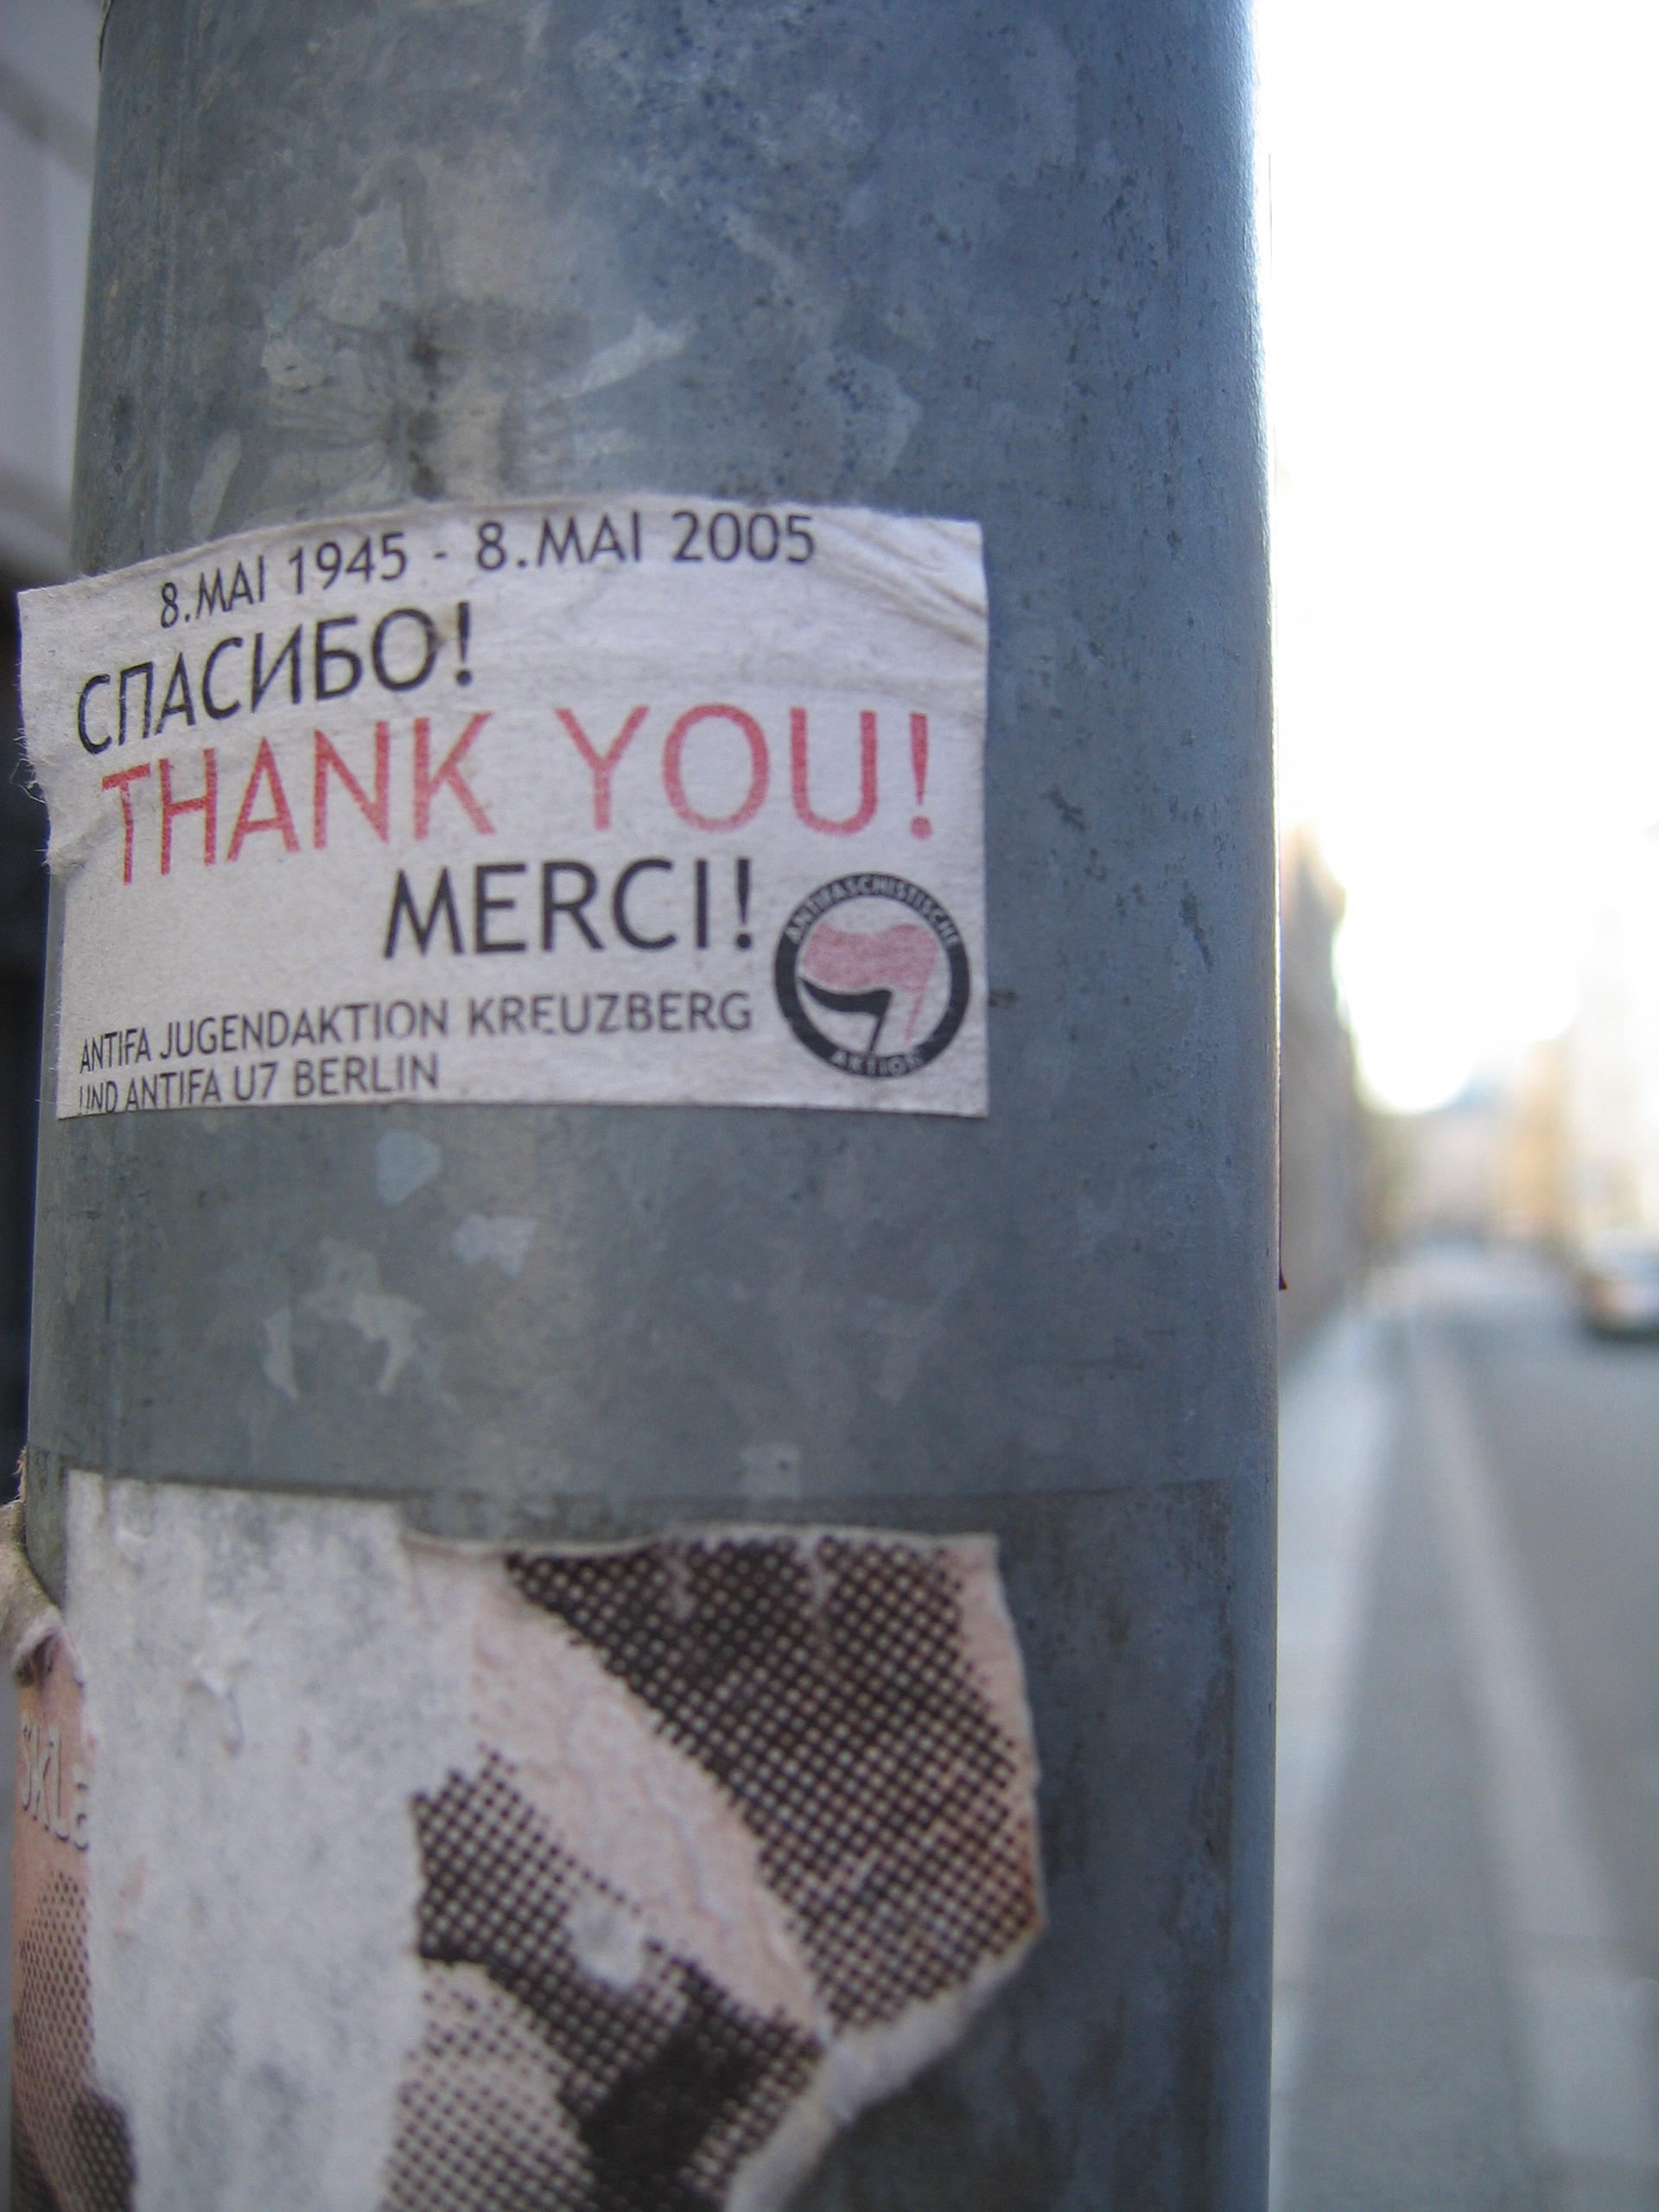 8.MAI 1945 - 8.MAI 2005
СПАСИБО!
THANK YOU!
MERCI!
ANTIFASCHISTISCHE
AKTION
ANTIFA JUGENDAKTION KREUZBERG
UND ANTIFA U7 BERLIN